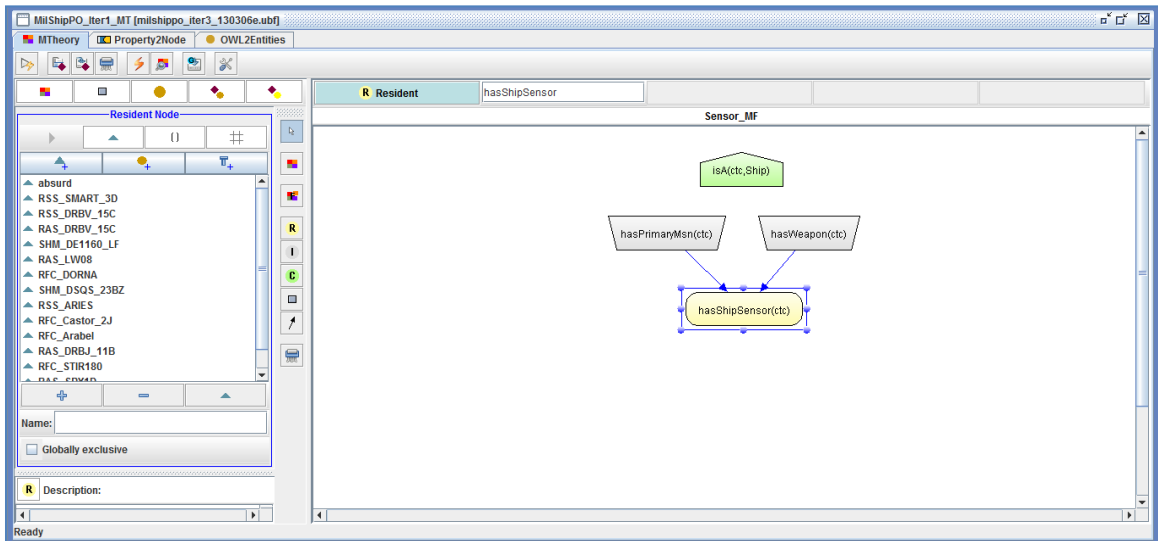 MilShipPO_Iter1_MT [milshippo_iter3_130306e.ubf]
MTheory Property2Node OWL2Entities
R Resident hasShipSensor
Resident Node
Sensor_MF
absurd
RSS_SMART_3D
RSS_DRBV_15C
RAS_DRBV_15C
SHM_DE1160_LF
RAS_LW08
RFC_DORNA
SHM_DSQS_23BZ
RSS_ARIES
RFC_Castor_2J
RFC_Arabel
RAS_DRBJ_11B
RFC_STIR180
Name:
Globally exclusive
R Description:
R
I
C
isA(ctc,Ship)
hasPrimaryMsn(ctc) hasWeapon(ctc)
hasShipSensor(ctc)
Ready